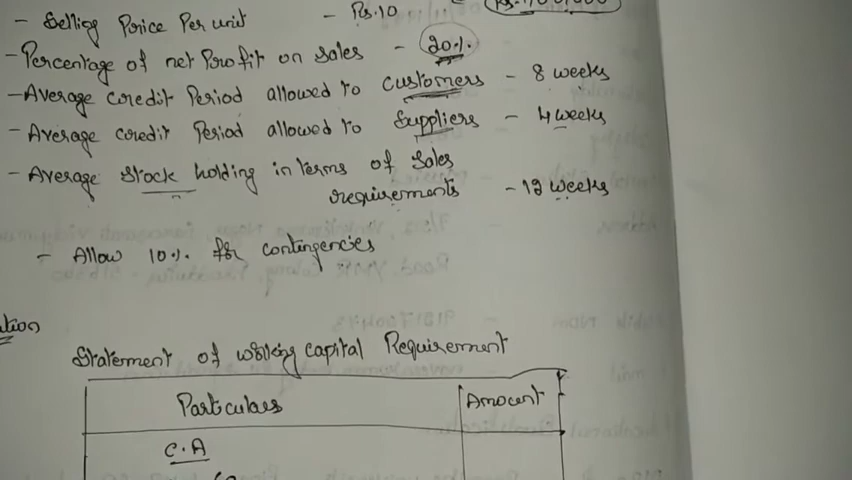 - Selling Price Per unit - Rs.10
- Percentage of net Profit on Sales - 20%
- Average credit Period allowed to customers - 8 weeks
- Average credit Period allowed to Suppliers - 4 weeks
- Average stock holding in terms of sales
requirements - 12 weeks
- Allow 10% for contingencies
Statement of working capital Requirement
Particulars Amount
C.A